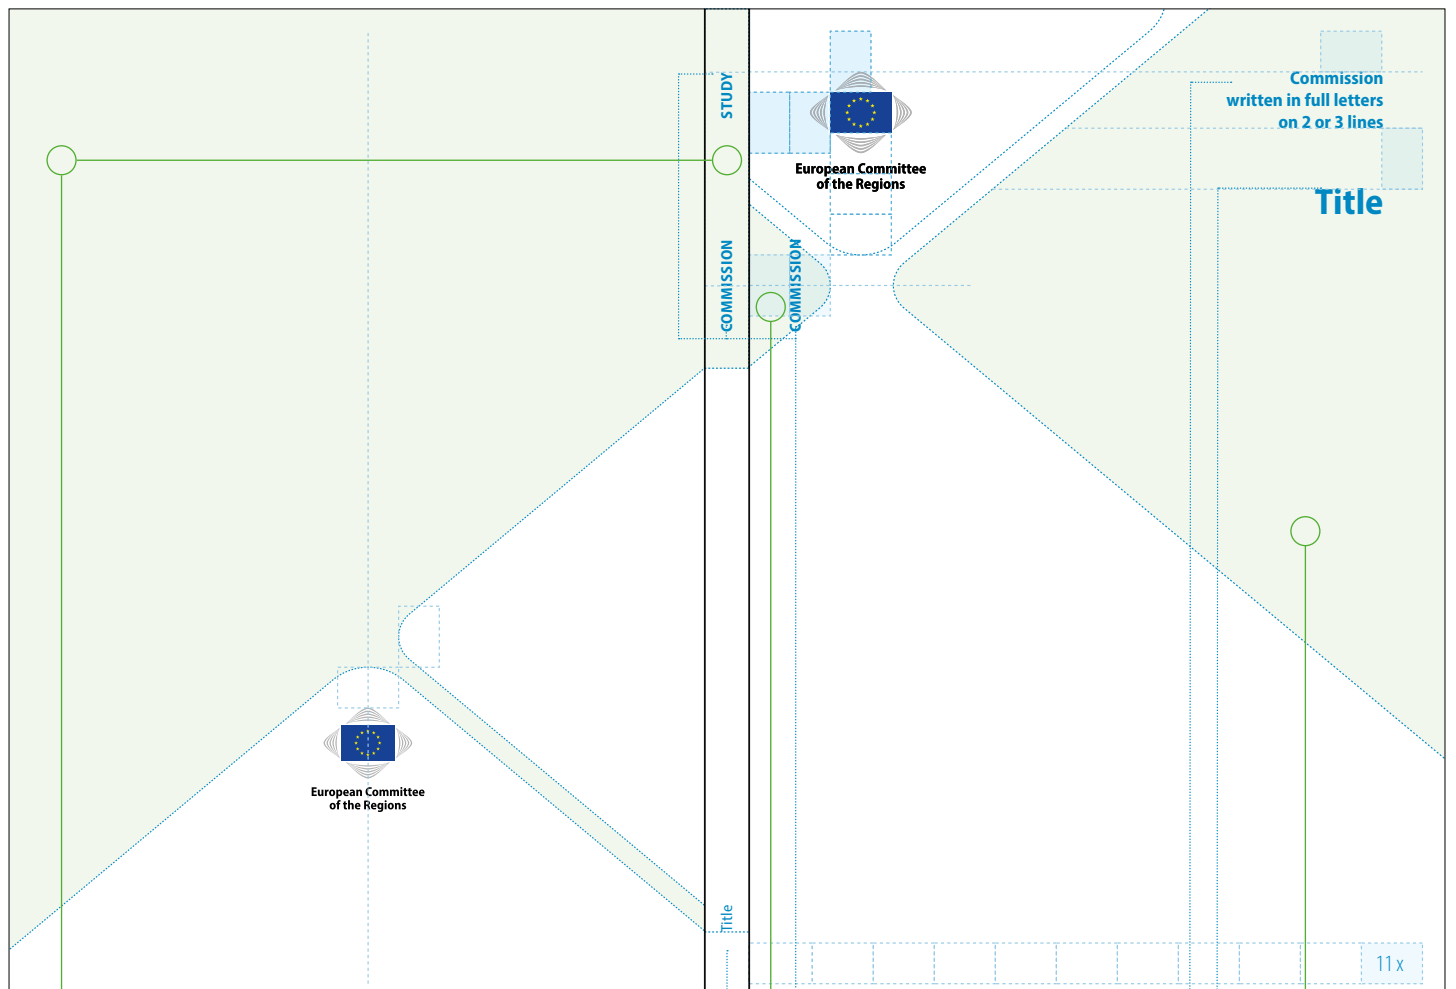 European Committee
of the Regions
STUDY
COMMISSION
Title
European Committee
of the Regions
COMMISSION
Commission
written in full letters
on 2 or 3 lines
Title
11 x